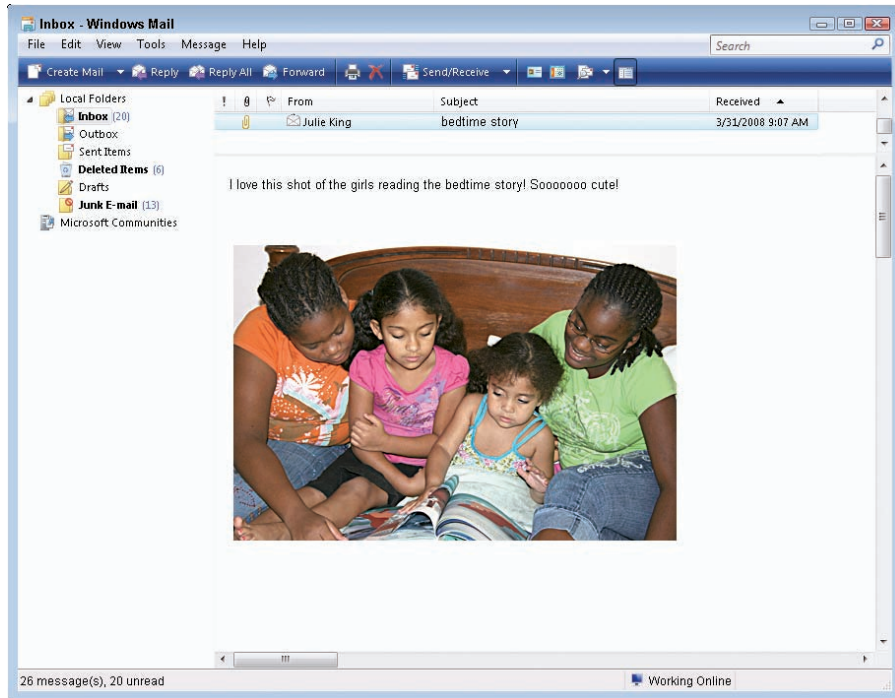 Inbox - Windows Mail
File Edit View Tools Message Help
Search
Create Mail Reply Reply All Forward Send/Receive
Local Folders
Inbox (20)
Outbox
Sent Items
Deleted Items (6)
Drafts
Junk E-mail (13)
Microsoft Communities
! From Subject Received
Julie King bedtime story 3/31/2008 9:07 AM
I love this shot of the girls reading the bedtime story! Sooooooo cute!
26 message(s), 20 unread Working Online